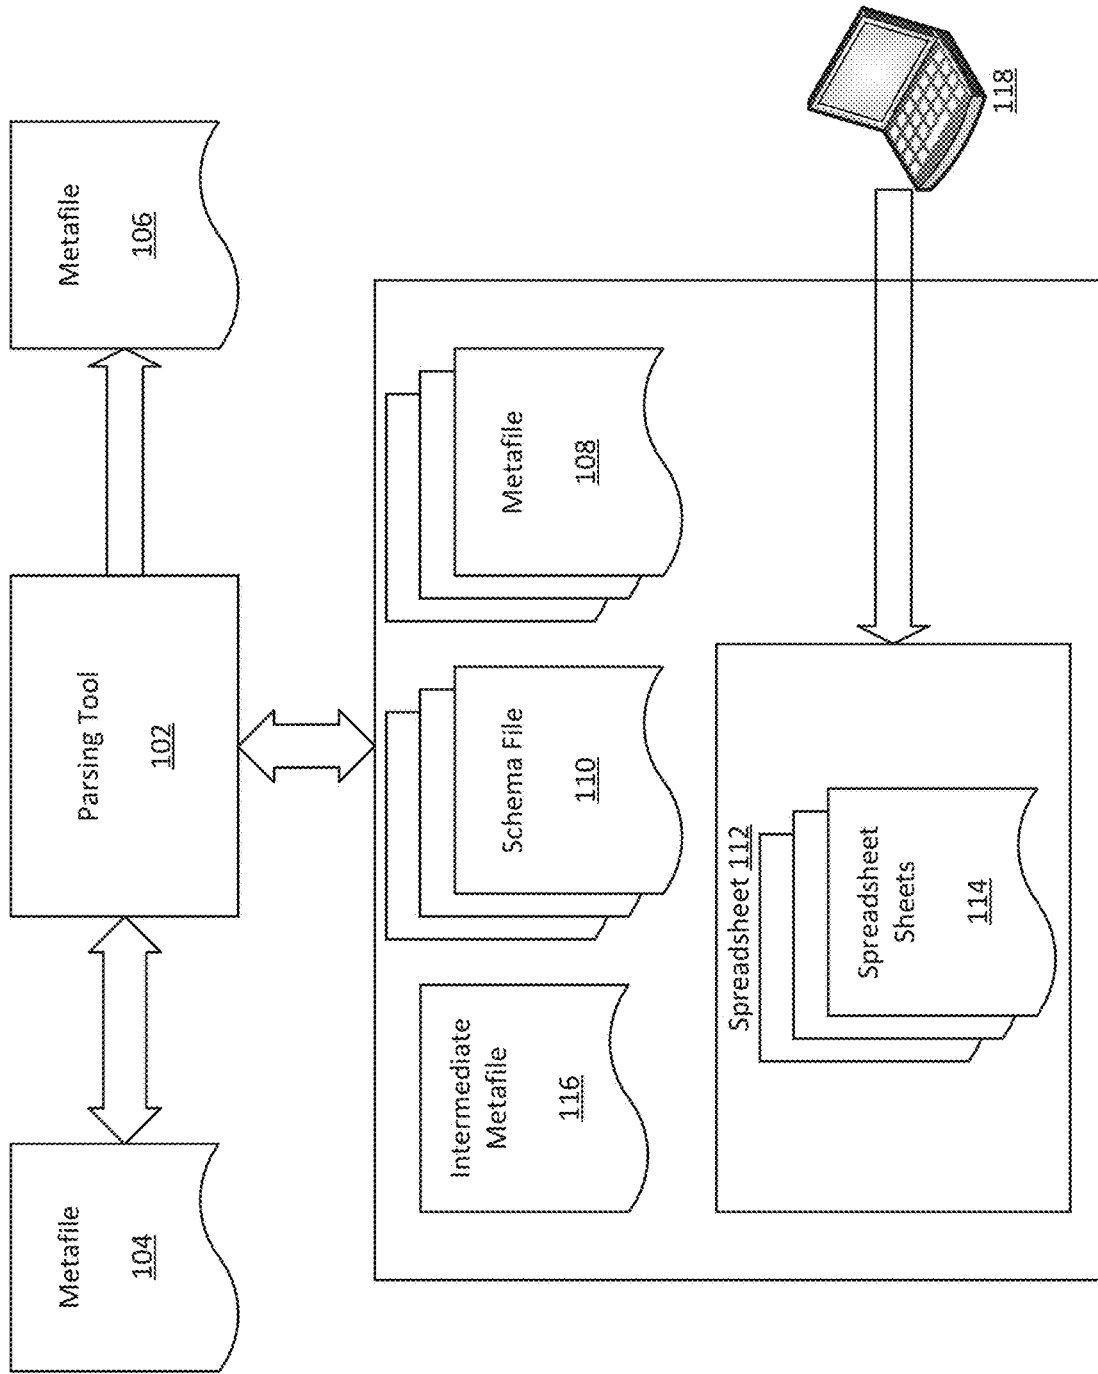 Metafile
104
Parsing Tool
102
Metafile
106
Intermediate
Metafile
116
Schema File
110
Metafile
108
Spreadsheet 112
Spreadsheet
Sheets
114
118